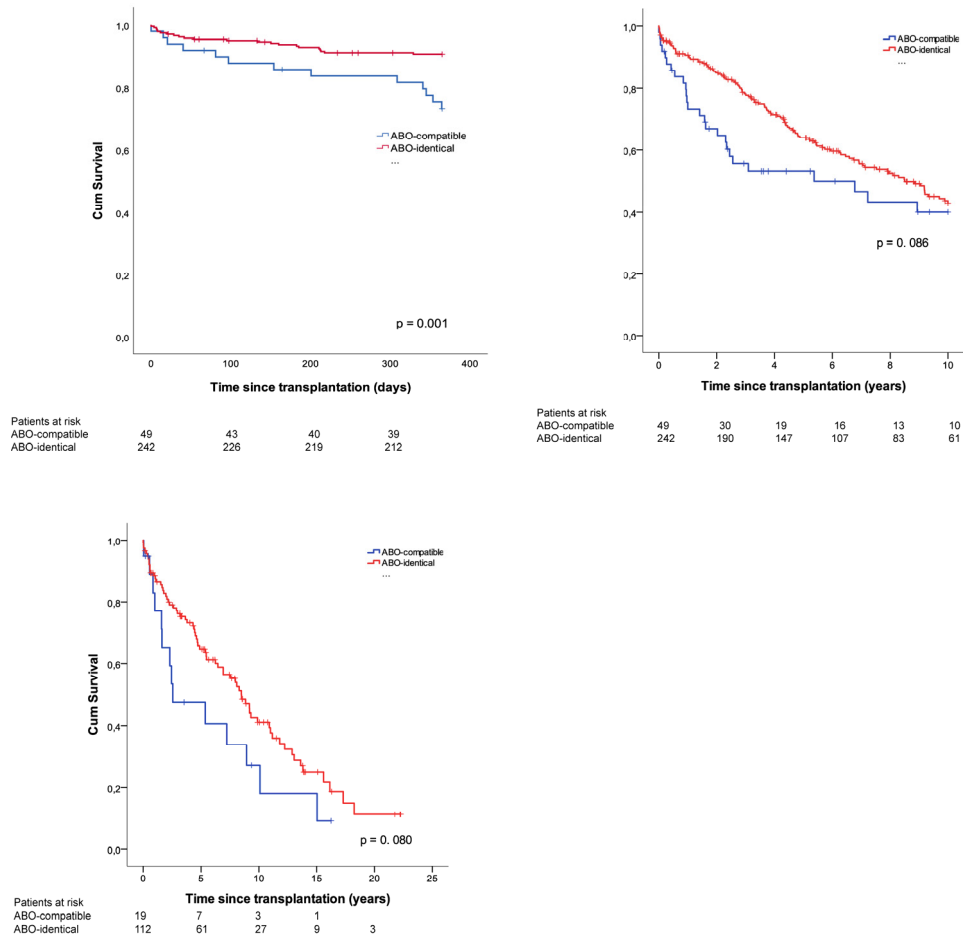 1,0
0,8
0,6
0,4
0,2
0,0
Cum Survival
ABO-compatible
ABO-identical
...
p = 0.001
0 100 200 300 400
Time since transplantation (days)
Patients at risk
ABO-compatible 49 43 40 39
ABO-identical 242 226 219 212
1,0
0,8
0,6
0,4
0,2
0,0
ABO-compatible
ABO-identical
...
p = 0. 086
0 2 4 6 8 10
Time since transplantation (years)
Patients at risk
ABO-compatible 49 30 19 16 13 10
ABO-identical 242 190 147 107 83 61
1,0
0,8
0,6
0,4
0,2
0,0
Cum Survival
ABO-compatible
ABO-identical
...
p = 0. 080
0 5 10 15 20 25
Time since transplantation (years)
Patients at risk
ABO-compatible 19 7 3 1
ABO-identical 112 61 27 9 3